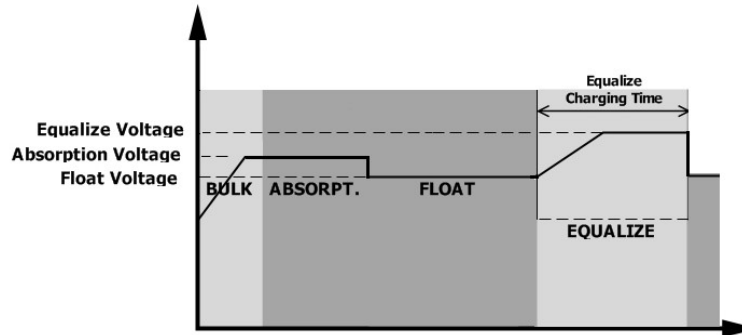 Equalize
Charging Time
Equalize Voltage
Absorption Voltage
Float Voltage
BULK ABSORPT. FLOAT
EQUALIZE